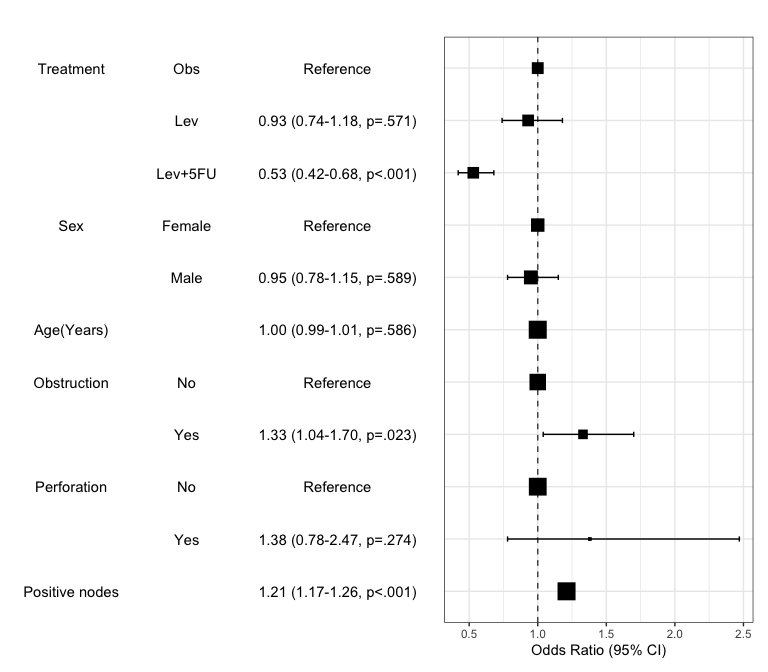 Treatment Obs Reference
Lev 0.93 (0.74-1.18, p=.571)
Lev+5FU 0.53 (0.42-0.68, p<.001)
Sex Female Reference
Male 0.95 (0.78-1.15, p=.589)
Age(Years) 1.00 (0.99-1.01, p=.586)
Obstruction No Reference
Yes 1.33 (1.04-1.70, p=.023)
Perforation No Reference
Yes 1.38 (0.78-2.47, p=.274)
Positive nodes 1.21 (1.17-1.26, p<.001)
0.5 1.0 1.5 2.0 2.5
Odds Ratio (95% CI)